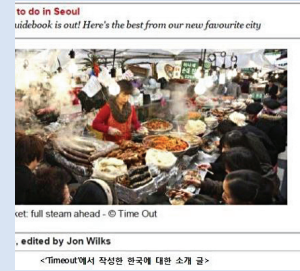 to do in Seoul
uidebook is out! Here's the best from our new favourite city
ket: full steam ahead - © Time Out
, edited by Jon Wilks
<'Timeout'에서 작성한 한국에 대한 소개 글>